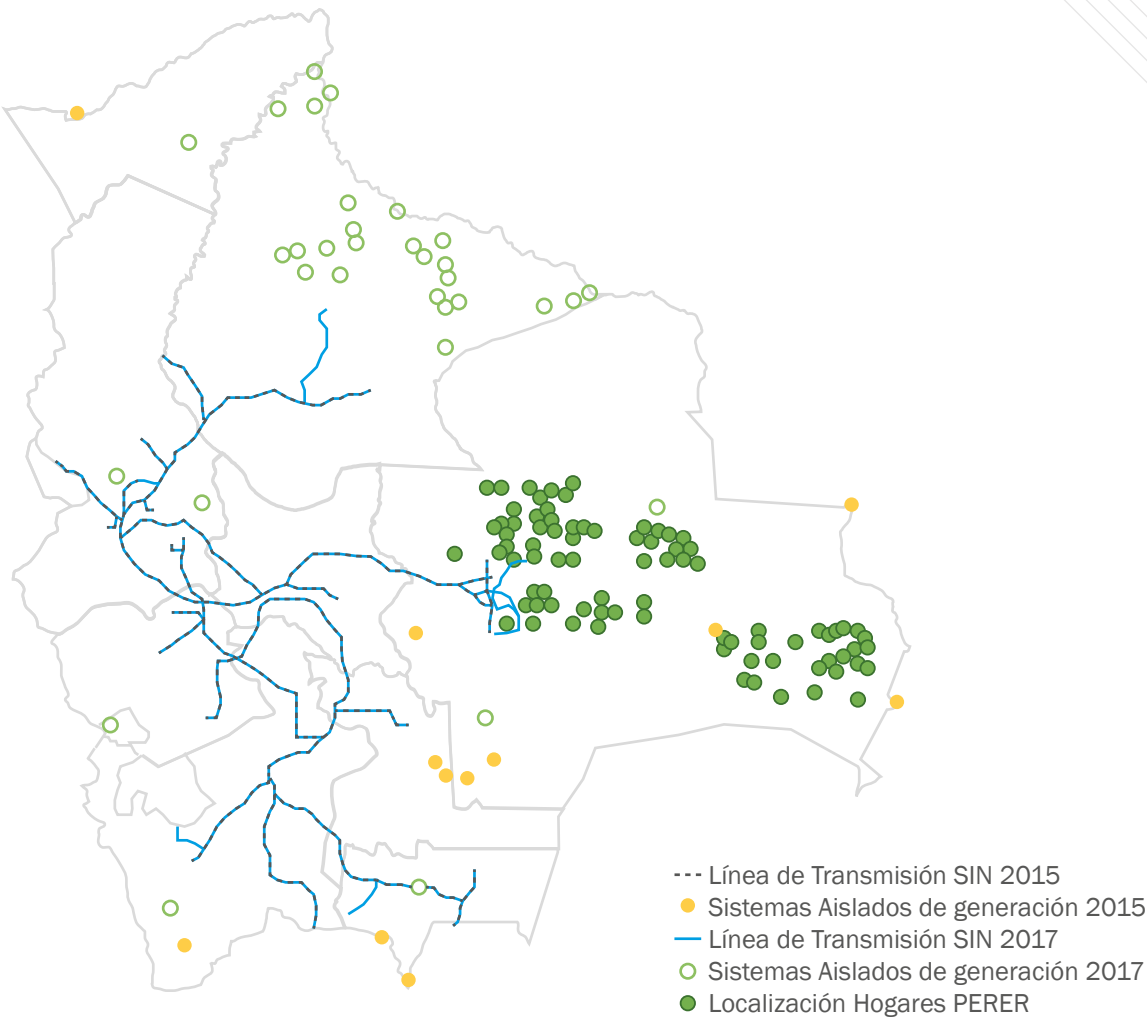 Línea de Transmisión SIN 2015
Sistemas Aislados de generación 2015
Línea de Transmisión SIN 2017
Sistemas Aislados de generación 2017
Localización Hogares PERER